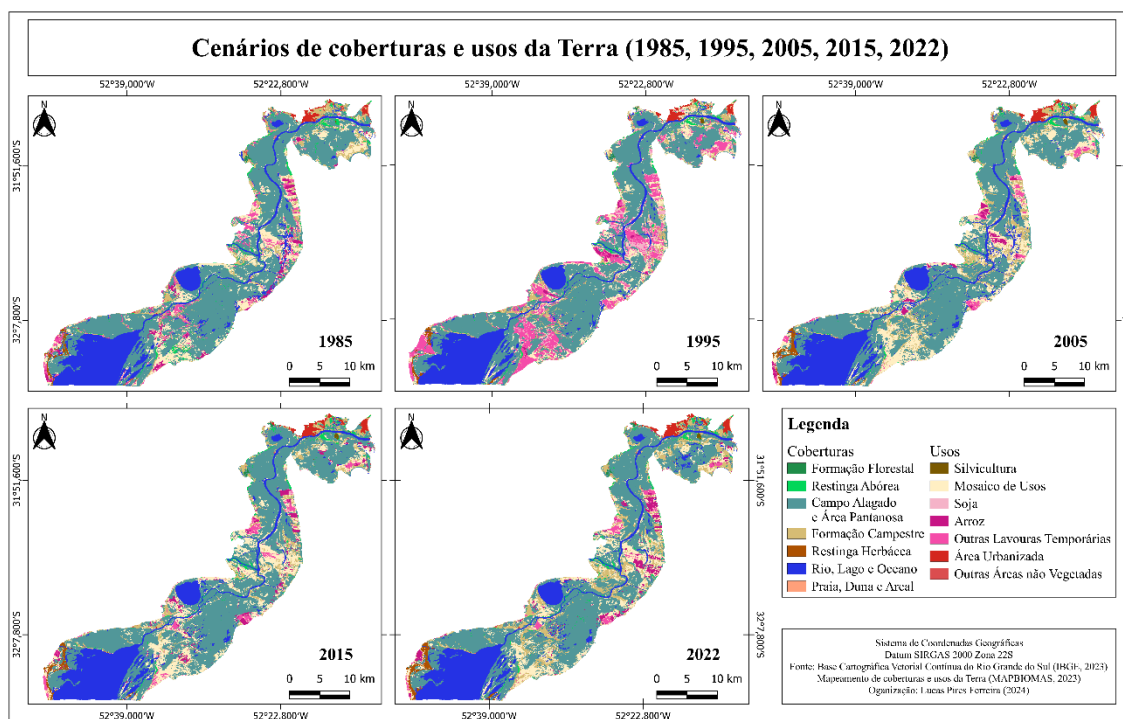 Cenários de coberturas e usos da Terra (1985, 1995, 2005, 2015, 2022)
52°39,000'W 52°22,800'W 52°39,000'W 52°22,800'W 52°39,000'W 52°22,800'W
N N N
31°51,600'S 31°51,600'S
32°7,800'S 32°7,800'S
1985 1995 2005
0 5 10 km 0 5 10 km 0 5 10 km
N N
31°51,600'S 31°51,600'S
32°7,800'S 32°7,800'S
2015 2022
0 5 10 km 0 5 10 km
52°39,000'W 52°22,800'W 52°39,000'W 52°22,800'W
Legenda
Coberturas
Formação Florestal
Restinga Abórea
Campo Alagado
e Área Pantanosa
Formação Campestre
Restinga Herbácea
Rio, Lago e Oceano
Praia, Duna e Areal
Usos
Silvicultura
Mosaico de Usos
Soja
Arroz
Outras Lavouras Temporárias
Área Urbanizada
Outras Áreas não Vegetadas
Sistema de Coordenadas Geográficas
Datum SIRGAS 2000 Zona 22S
Fonte: Base Cartográfica Vetorial Contínua do Rio Grande do Sul (IBGE, 2023)
Mapeamento de coberturas e usos da Terra (MAPBIOMAS, 2023)
Oganização: Lucas Pires Ferreira (2024)